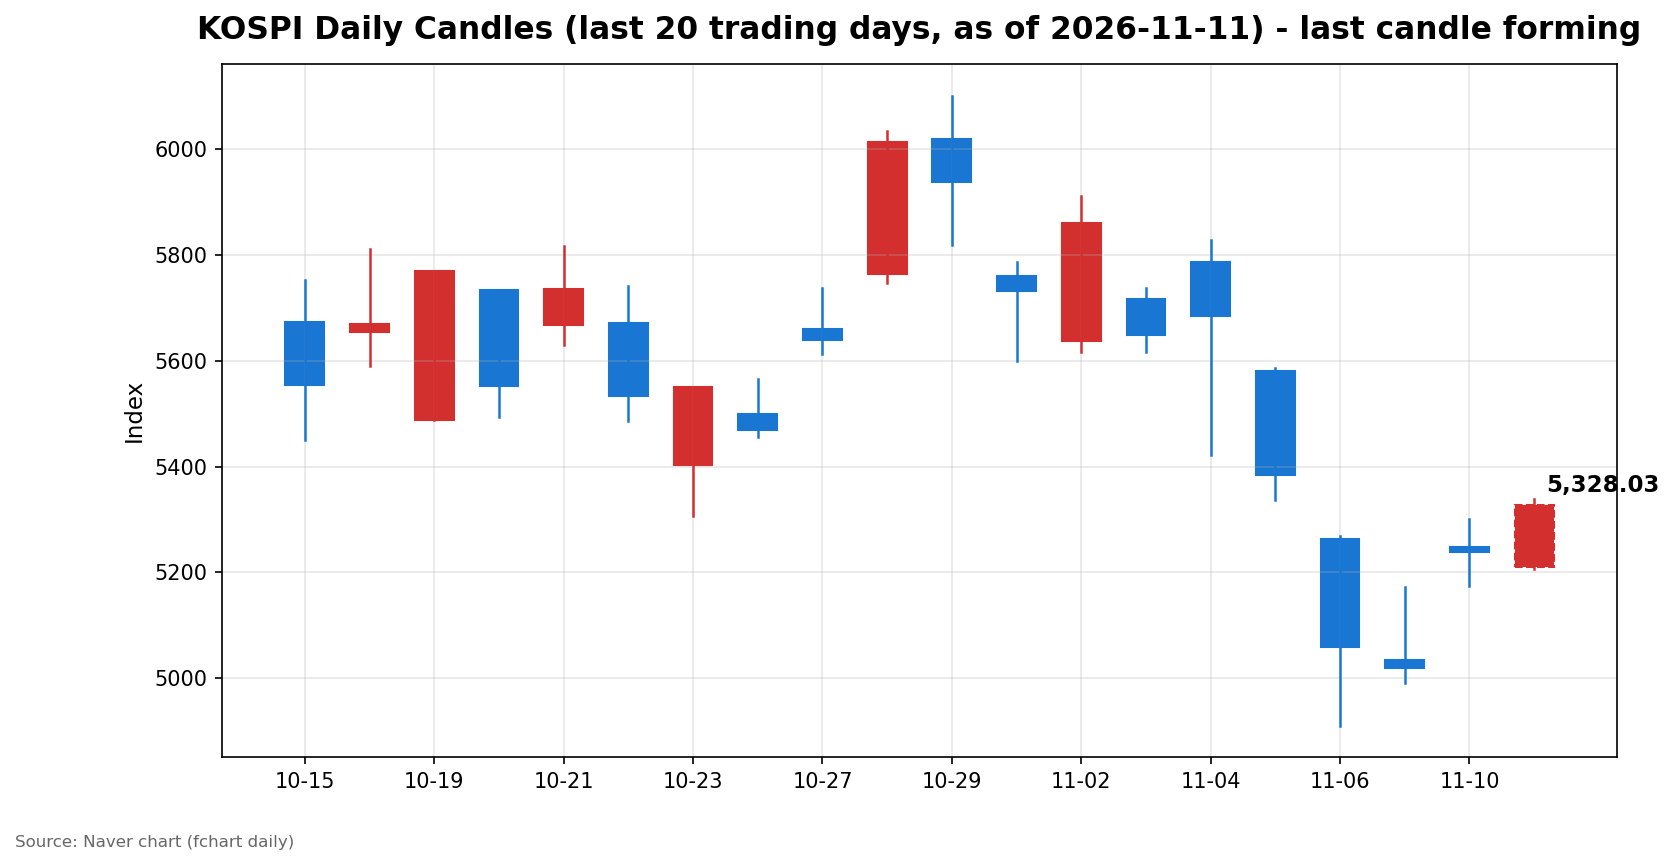 KOSPI Daily Candles (last 20 trading days, as of 2026-11-11) - last candle forming
Index
6000
5800
5600
5400
5200
5000
5,328.03
10-15 10-19 10-21 10-23 10-27 10-29 11-02 11-04 11-06 11-10
Source: Naver chart (fchart daily)